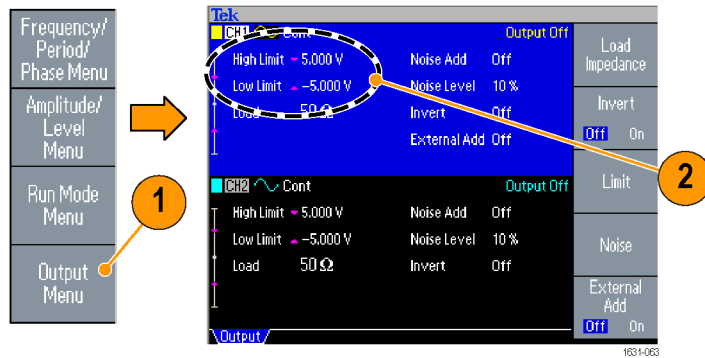 Frequency/
Period/
Phase Menu
Amplitude/
Level
Menu
Run Mode
Menu
Output
Menu
1
Tek
CH1 Cont Output Off
High Limit 5.000 V Noise Add Off
Low Limit -5.000 V Noise Level 10 %
Load 50 Ω Invert Off
External Add Off
CH2 Cont Output Off
High Limit 5.000 V Noise Add Off
Low Limit -5.000 V Noise Level 10 %
Load 50 Ω Invert Off
Output
Load
Impedance
Invert
Off On
Limit
2
Noise
External
Add
Off On
1631-063